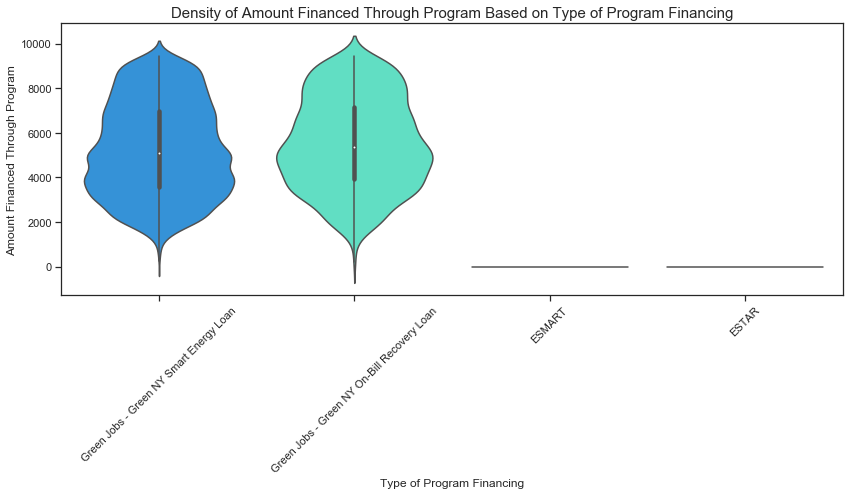 Density of Amount Financed Through Program Based on Type of Program Financing
Amount Financed Through Program
10000
8000
6000
4000
2000
0
Green Jobs - Green NY Smart Energy Loan
Green Jobs - Green NY On-Bill Recovery Loan
ESMART
ESTAR
Type of Program Financing